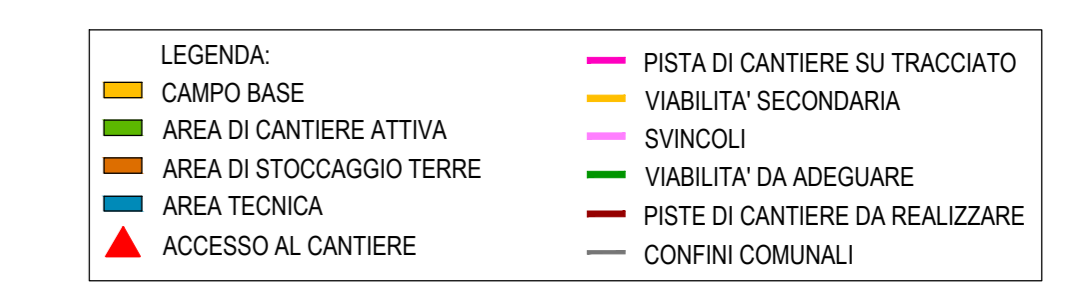 LEGENDA:
CAMPO BASE
AREA DI CANTIERE ATTIVA
AREA DI STOCCAGGIO TERRE
AREA TECNICA
ACCESSO AL CANTIERE
PISTA DI CANTIERE SU TRACCIATO
VIABILITA' SECONDARIA
SVINCOLI
VIABILITA' DA ADEGUARE
PISTE DI CANTIERE DA REALIZZARE
CONFINI COMUNALI